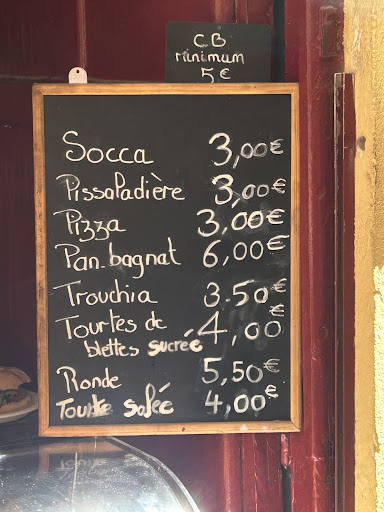 CB
minimum
5€
Socca 3,00€
Pissaladière 3,00€
Pizza 3,00€
Pan.bagnat 6,00€
Trouchia 3.50€
Tourtes de
blettes sucrée 4,00€
Ronde 5,50€
Tourte salée 4,00€